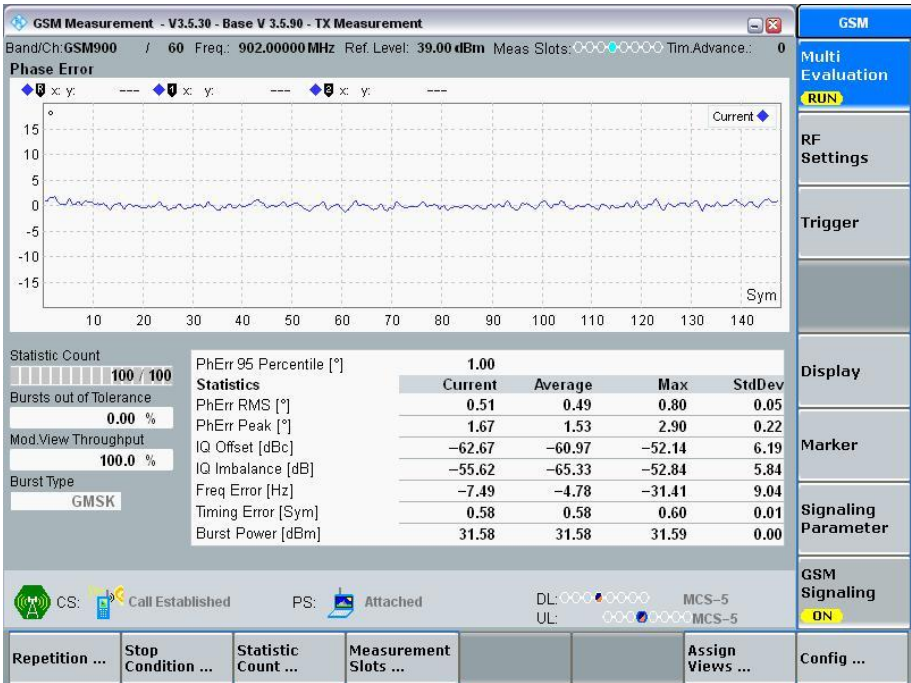 GSM Measurement - V3.5.30 - Base V 3.5.90 - TX Measurement
GSM
Band/Ch: GSM900 / 60 Freq.: 902.00000 MHz Ref. Level: 39.00 dBm Meas Slots: Tim.Advance.: 0
Multi
Evaluation
RUN
Phase Error
R x: y: --- 1 x: y: --- 2 x: y: ---
°
Current
15
10
5
0
-5
-10
-15
Sym
10 20 30 40 50 60 70 80 90 100 110 120 130 140
RF
Settings
Trigger
Statistic Count
100 / 100
Bursts out of Tolerance
0.00 %
Mod.View Throughput
100.0 %
Burst Type
GMSK
PhErr 95 Percentile [°] 1.00
Statistics Current Average Max StdDev
PhErr RMS [°] 0.51 0.49 0.80 0.05
PhErr Peak [°] 1.67 1.53 2.90 0.22
IQ Offset [dBc] −62.67 −60.97 −52.14 6.19
IQ Imbalance [dB] −55.62 −65.33 −52.84 5.84
Freq Error [Hz] −7.49 −4.78 −31.41 9.04
Timing Error [Sym] 0.58 0.58 0.60 0.01
Burst Power [dBm] 31.58 31.58 31.59 0.00
Display
Marker
Signaling
Parameter
GSM
Signaling
ON
CS: Call Established PS: Attached DL: MCS−5
UL: MCS−5
Repetition ...
Stop
Condition ...
Statistic
Count ...
Measurement
Slots ...
Assign
Views ...
Config ...